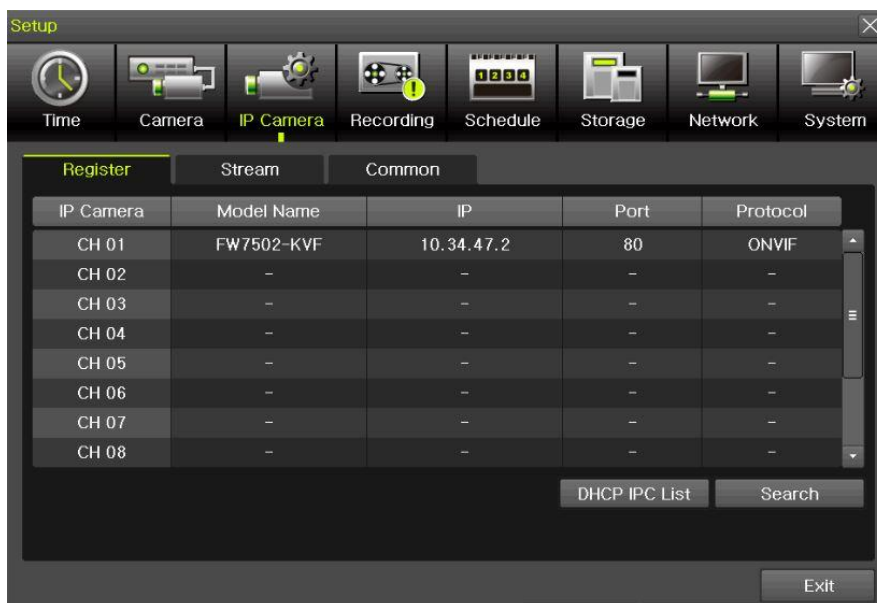 Setup
Time Camera IP Camera Recording Schedule Storage Network System
Register Stream Common
IP Camera Model Name IP Port Protocol
CH 01 FW7502-KVF 10.34.47.2 80 ONVIF
CH 02 - - - -
CH 03 - - - -
CH 04 - - - -
CH 05 - - - -
CH 06 - - - -
CH 07 - - - -
CH 08 - - - -
DHCP IPC List Search
Exit